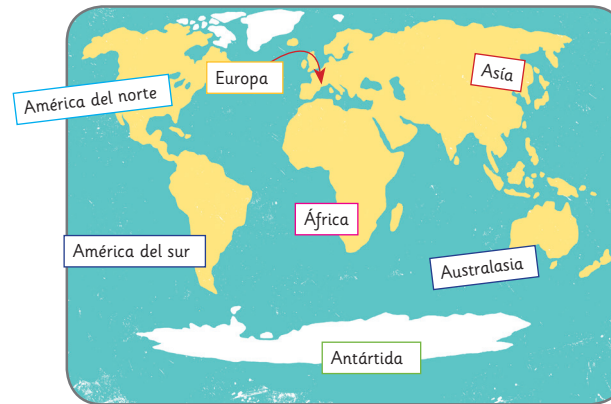 Europa
Asía
América del norte
África
América del sur
Australasia
Antártida